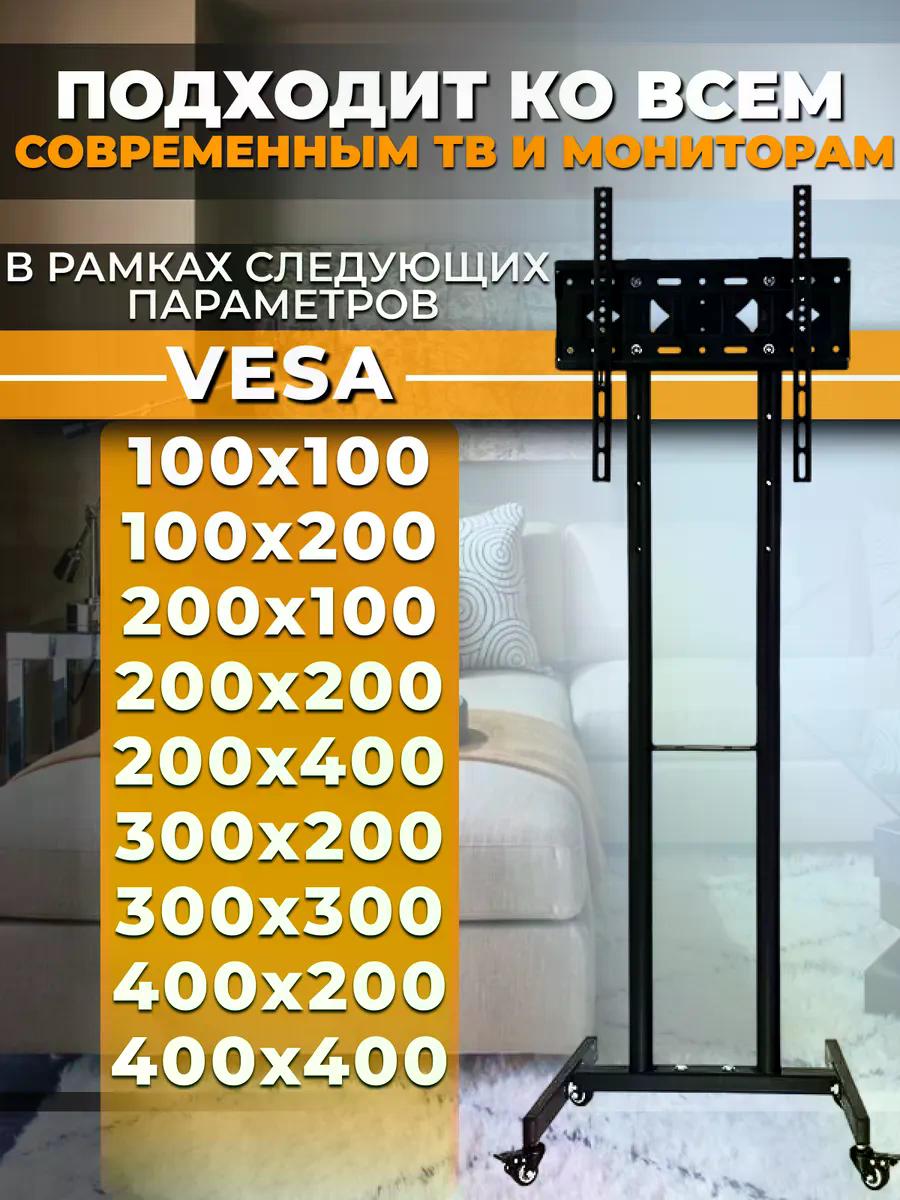 ПОДХОДИТ КО ВСЕМ
СОВРЕМЕННЫМ ТВ И МОНИТОРАМ
В РАМКАХ СЛЕДУЮЩИХ
ПАРАМЕТРОВ
VESA
100x100
100x200
200x100
200x200
200x400
300x200
300x300
400x200
400x400